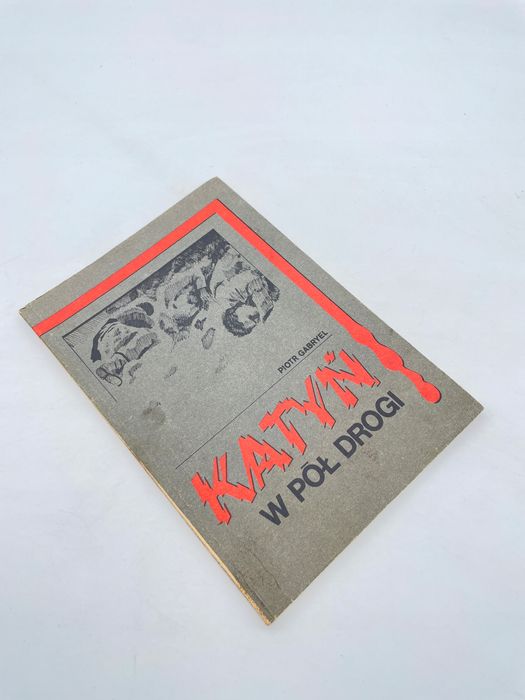 PIOTR GABRYEL
KATYŃ
W PÓŁ DROGI